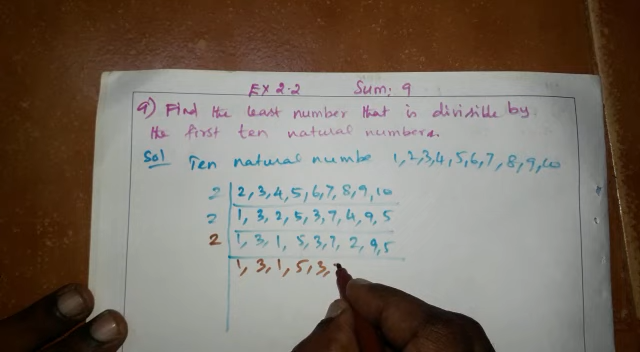 EX 2.2 Sum: 9
9) Find the least number that is divisible by
the first ten natural numbers.
Sol Ten natural numbe 1,2,3,4,5,6,7,8,9,10
2 2,3,4,5,6,7,8,9,10
2 1,3,2,5,3,7,4,9,5
2 1,3,1,5,3,7,2,9,5
1,3,1,5,3,